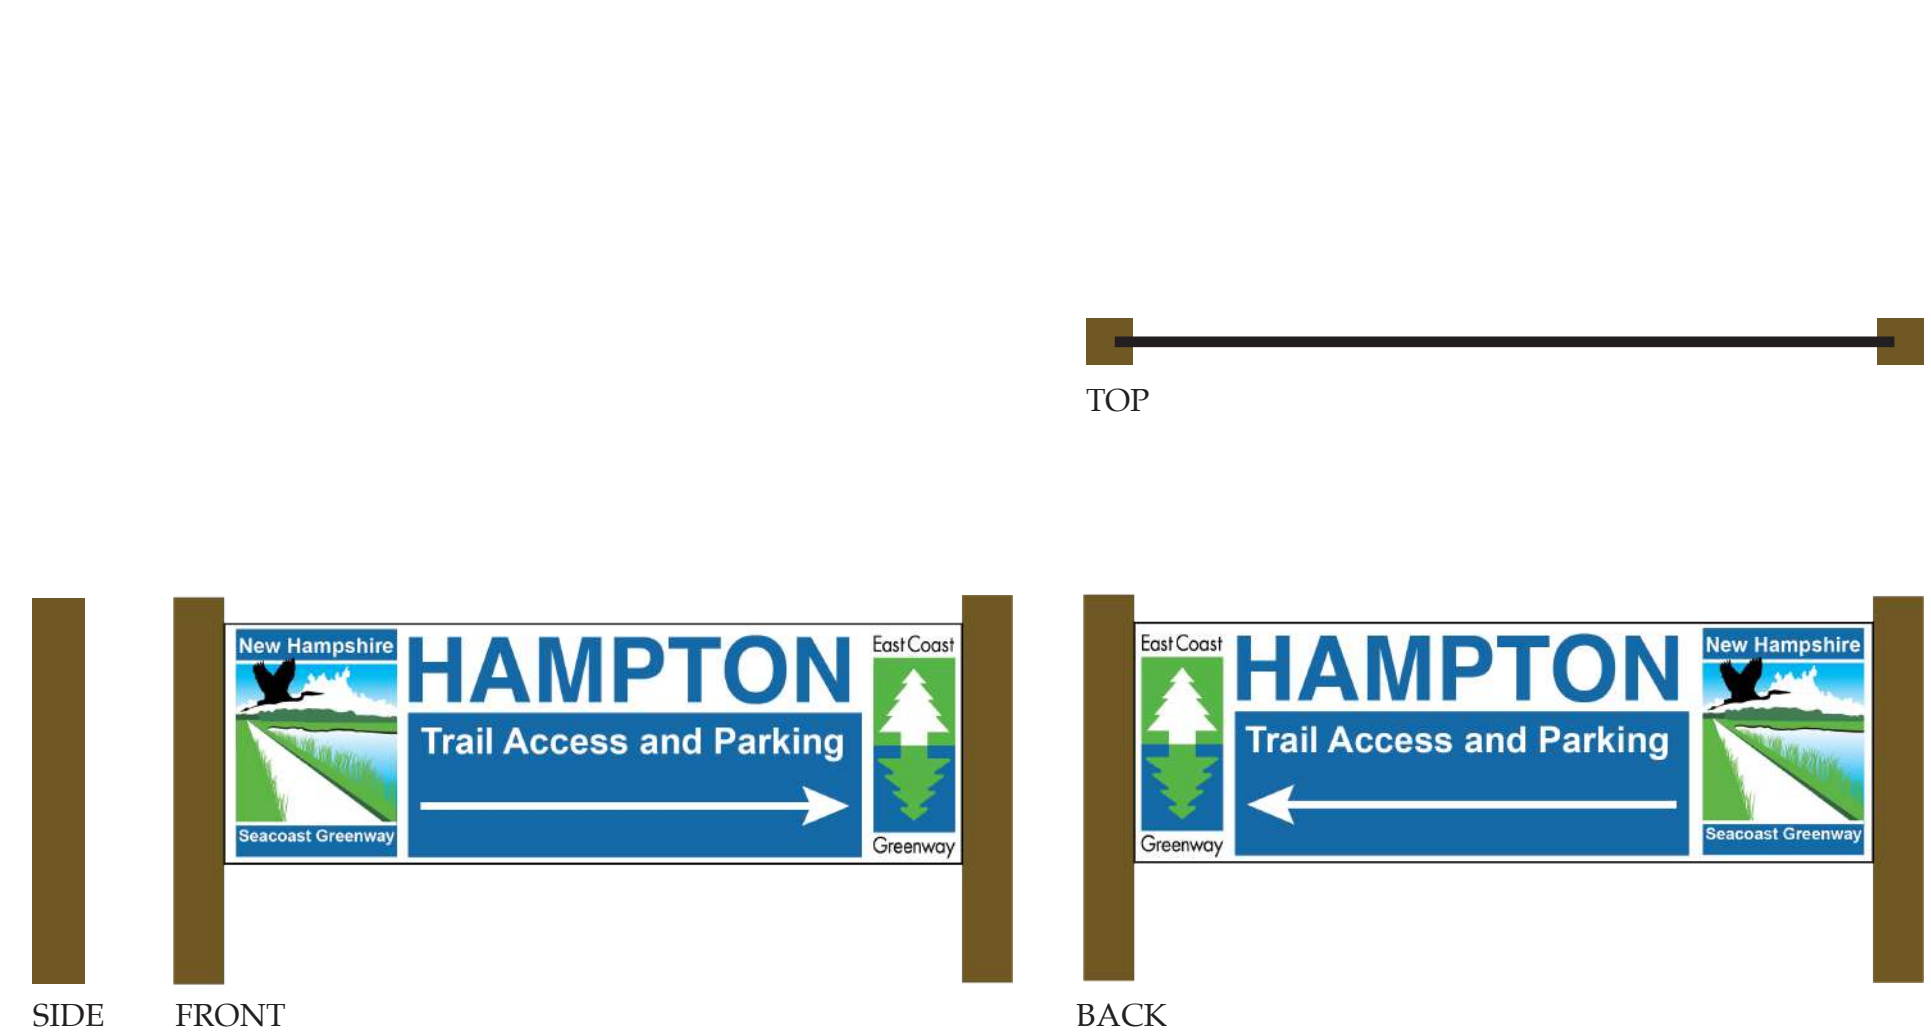 TOP
New Hampshire
Seacoast Greenway
HAMPTON
Trail Access and Parking
East Coast
Greenway
East Coast
Greenway
HAMPTON
Trail Access and Parking
New Hampshire
Seacoast Greenway
SIDE
FRONT
BACK